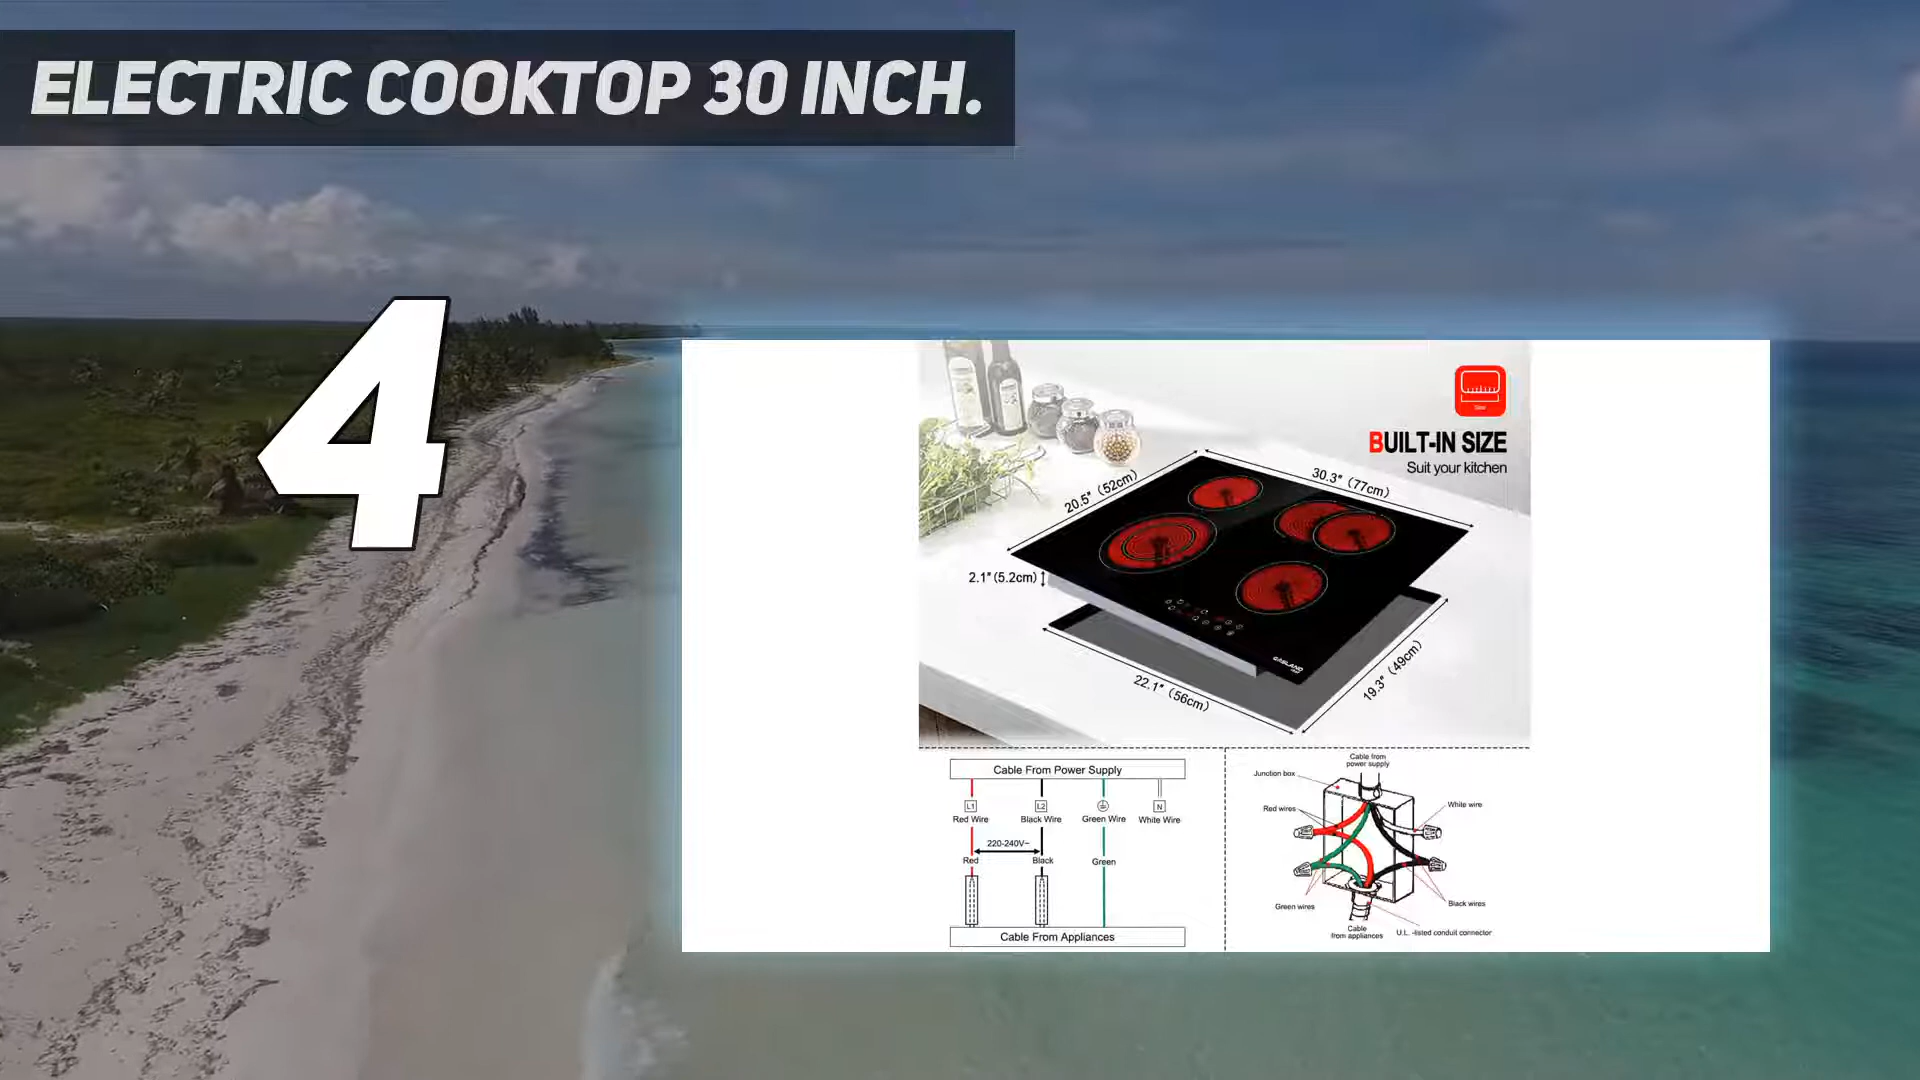 ELECTRIC COOKTOP 30 INCH.
4
BUILT-IN SIZE
Suit your kitchen
20.5" (52cm)
30.3" (77cm)
2.1"(5.2cm)
GASLAND
22.1" (56cm)
19.3" (49cm)
Cable From Power Supply
L1
L2
N
Red Wire
Black Wire
Green Wire
White Wire
220-240V~
Red
Black
Green
Cable From Appliances
Cable from
power supply
Junction box
Red wires
White wire
Green wires
Black wires
Cable
from appliances
U.L. -listed conduit connector